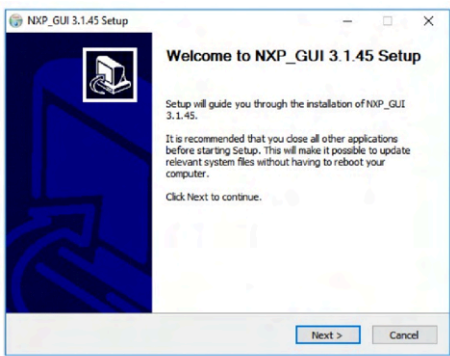 NXP_GUI 3.1.45 Setup
Welcome to NXP_GUI 3.1.45 Setup
Setup will guide you through the installation of NXP_GUI
3.1.45.
It is recommended that you close all other applications
before starting Setup. This will make it possible to update
relevant system files without having to reboot your
computer.
Click Next to continue.
Next >
Cancel